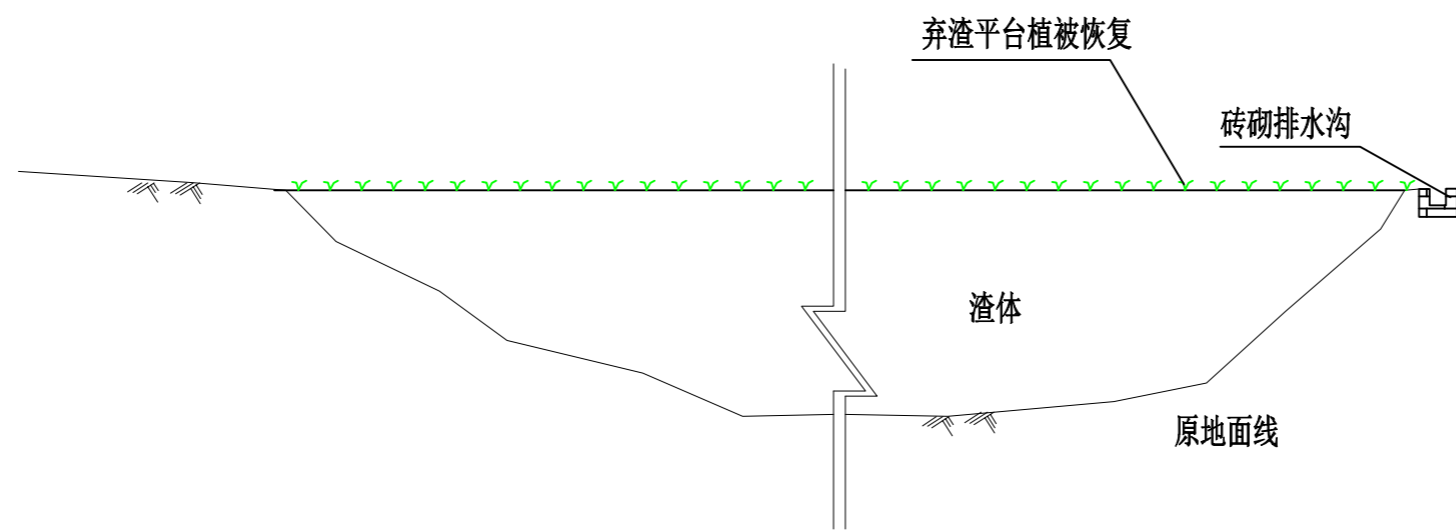 弃渣平台植被恢复
砖砌排水沟
渣体
原地面线